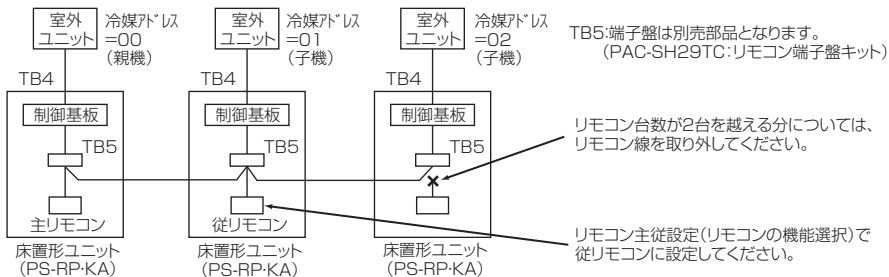 室外
ユニット
冷媒アドレス
=00
(親機)
室外
ユニット
冷媒アドレス
=01
(子機)
室外
ユニット
冷媒アドレス
=02
(子機)
TB5:端子盤は別売部品となります。
(PAC-SH29TC:リモコン端子盤キット)
TB4
TB4
TB4
制御基板
制御基板
制御基板
TB5
TB5
TB5
リモコン台数が2台を越える分については、
リモコン線を取り外してください。
主リモコン
従リモコン
リモコン主従設定(リモコンの機能選択)で
従リモコンに設定してください。
床置形ユニット
(PS-RP・KA)
床置形ユニット
(PS-RP・KA)
床置形ユニット
(PS-RP・KA)